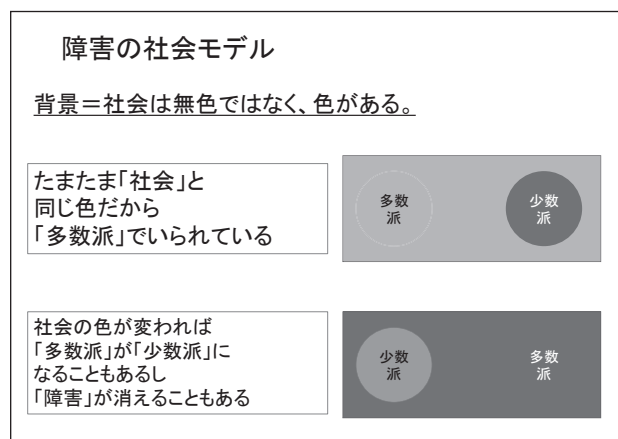 障害の社会モデル
背景＝社会は無色ではなく、色がある。
たまたま「社会」と
同じ色だから
「多数派」でいられている
多数
派
少数
派
社会の色が変われば
「多数派」が「少数派」に
なることもあるし
「障害」が消えることもある
少数
派
多数
派